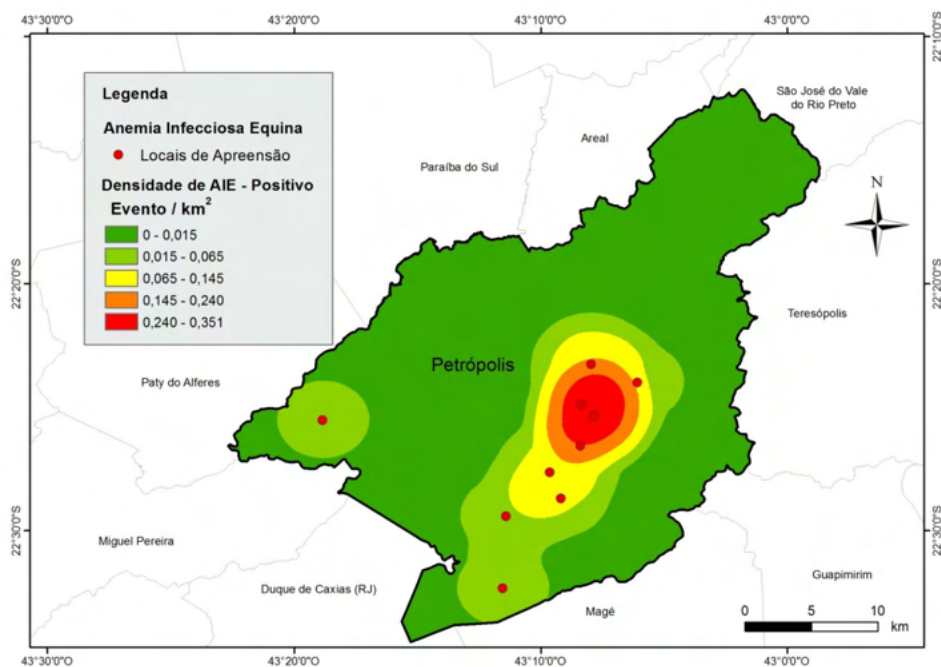 43°30'0"O 43°20'0"O 43°10'0"O 43°0'0"O
22°10'0"S
22°20'0"S
22°30'0"S
Legenda
Anemia Infecciosa Equina
Locais de Apreensão
Densidade de AIE - Positivo
Evento / km²
0 - 0,015
0,015 - 0,065
0,065 - 0,145
0,145 - 0,240
0,240 - 0,351
São José do Vale
do Rio Preto
Areal
Paraíba do Sul
N
Teresópolis
Petrópolis
Paty do Alferes
Miguel Pereira
Duque de Caxias (RJ)
Magé
Guapimirim
0 5 10
km
22°20'0"S
22°30'0"S
43°30'0"O 43°20'0"O 43°10'0"O 43°0'0"O